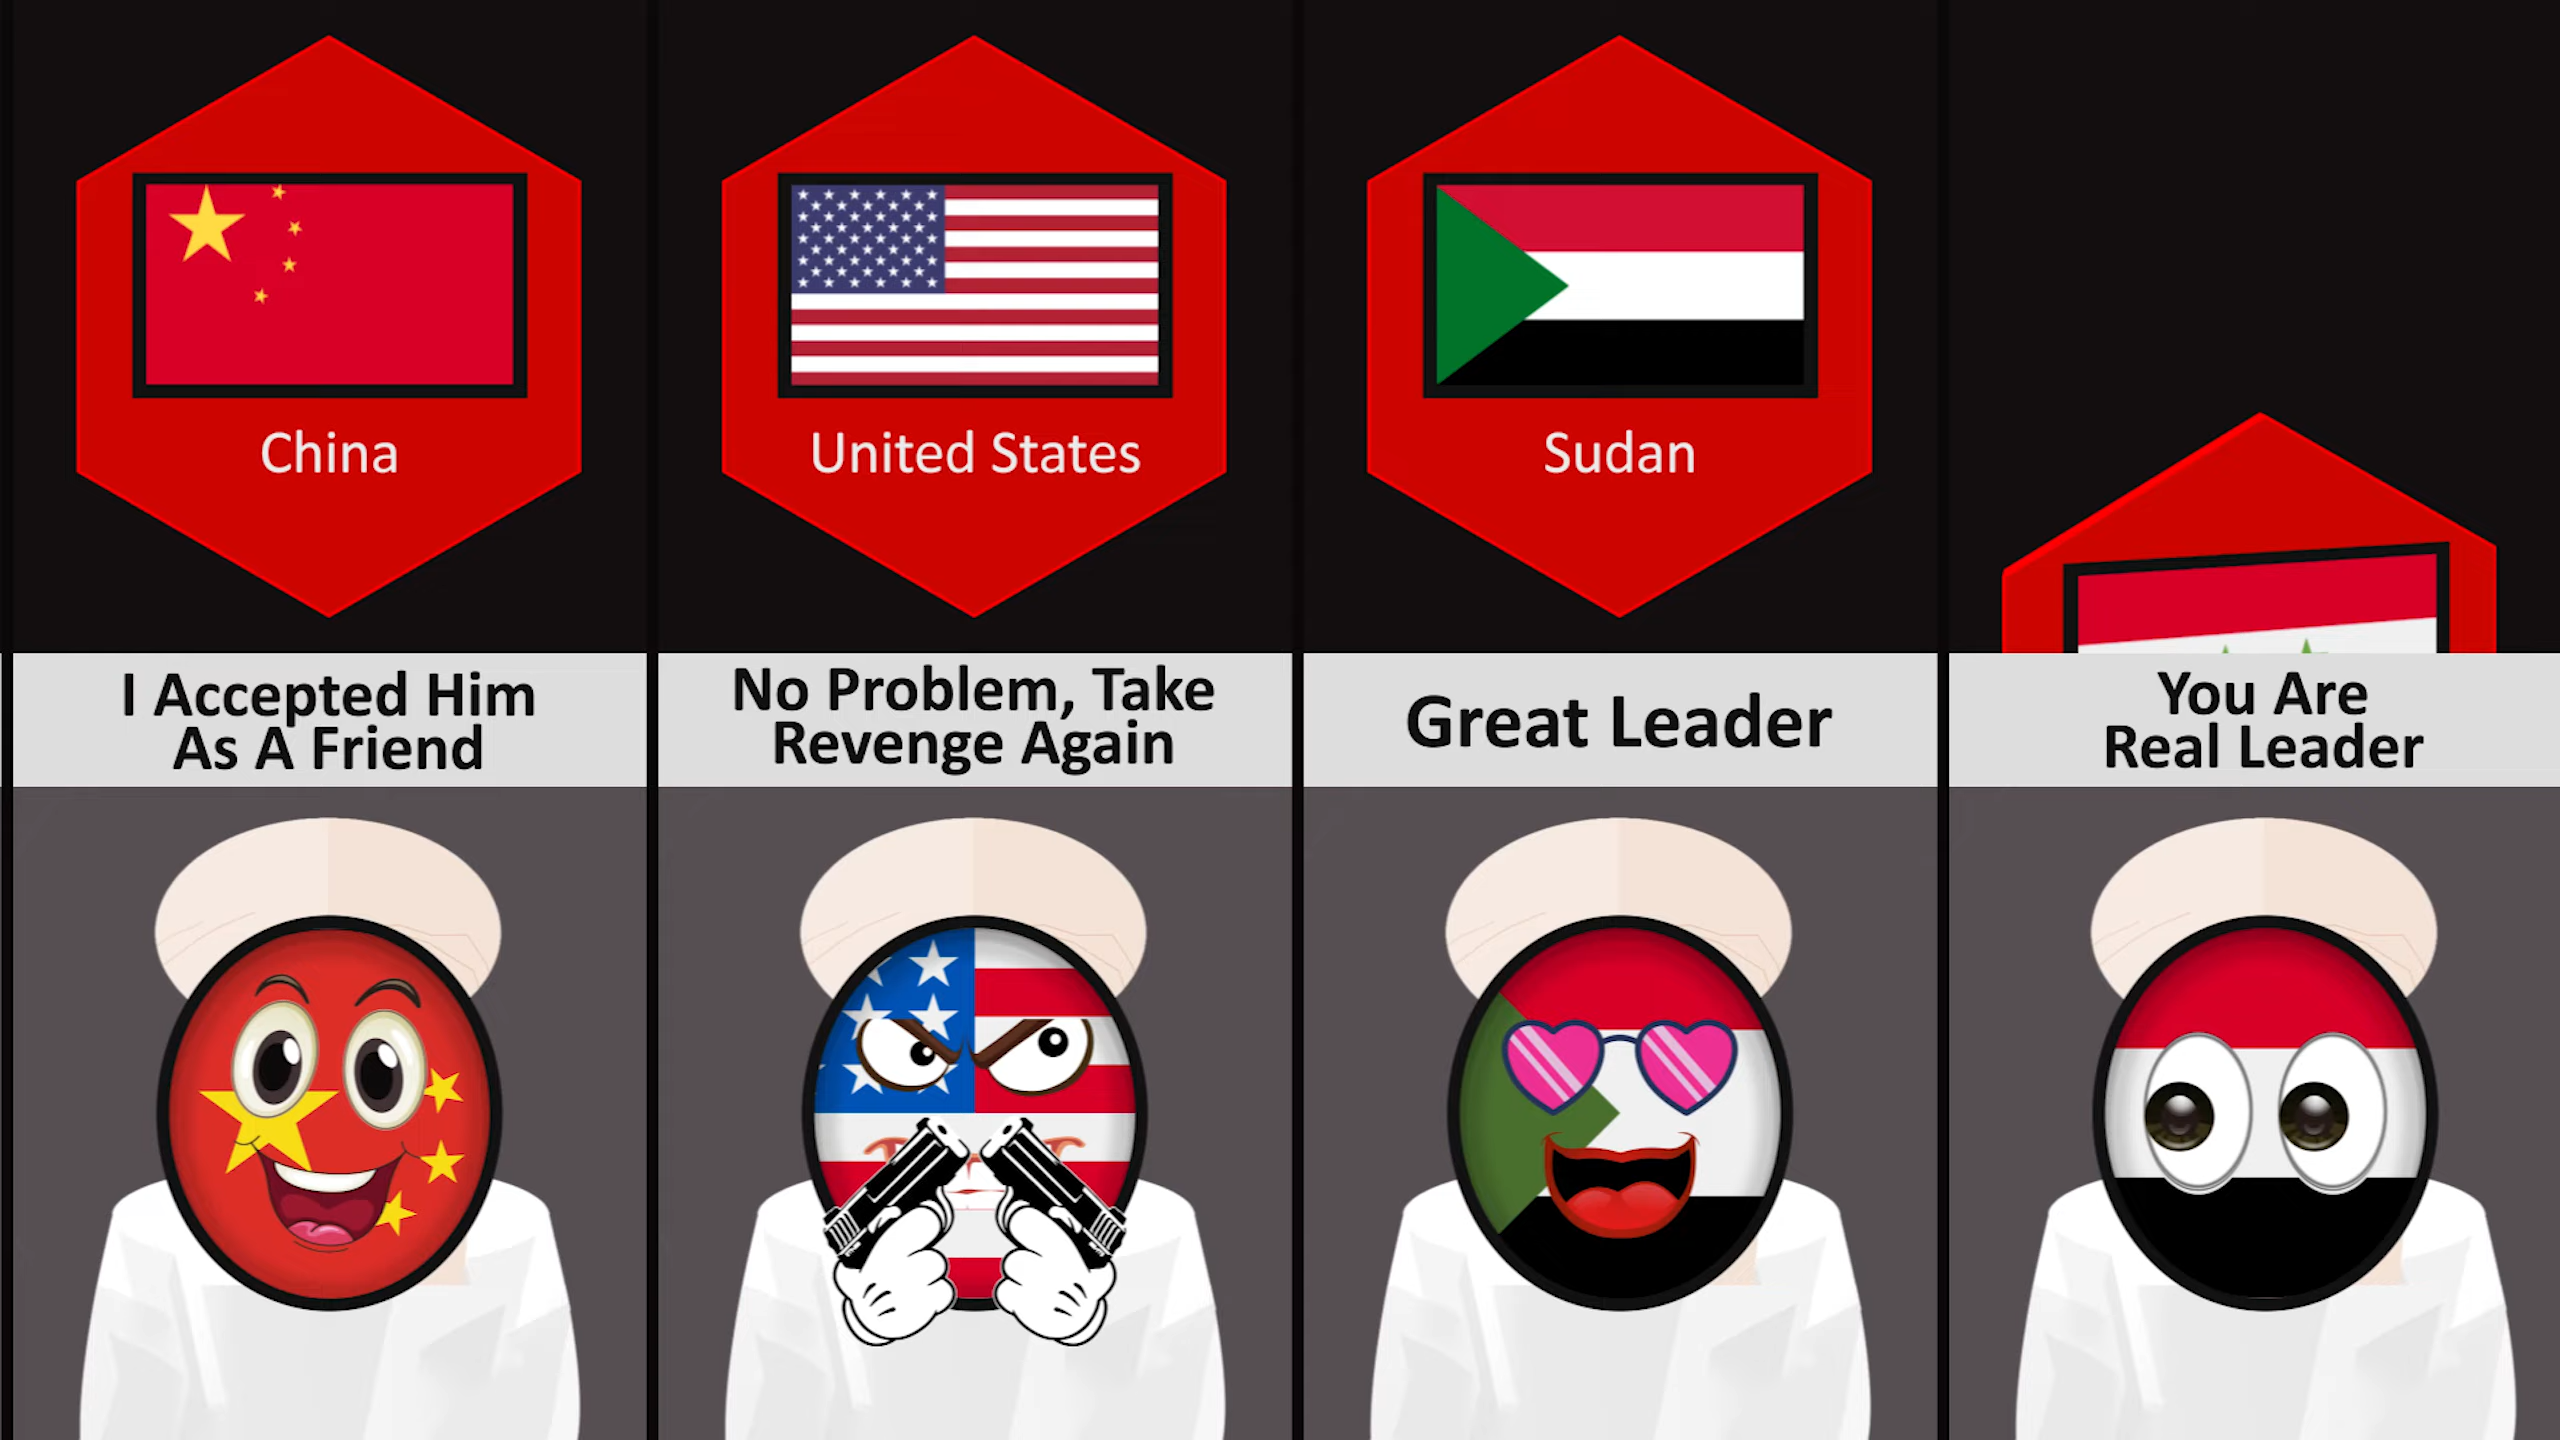 China
United States
Sudan
I Accepted Him
As A Friend
No Problem, Take
Revenge Again
Great Leader
You Are
Real Leader